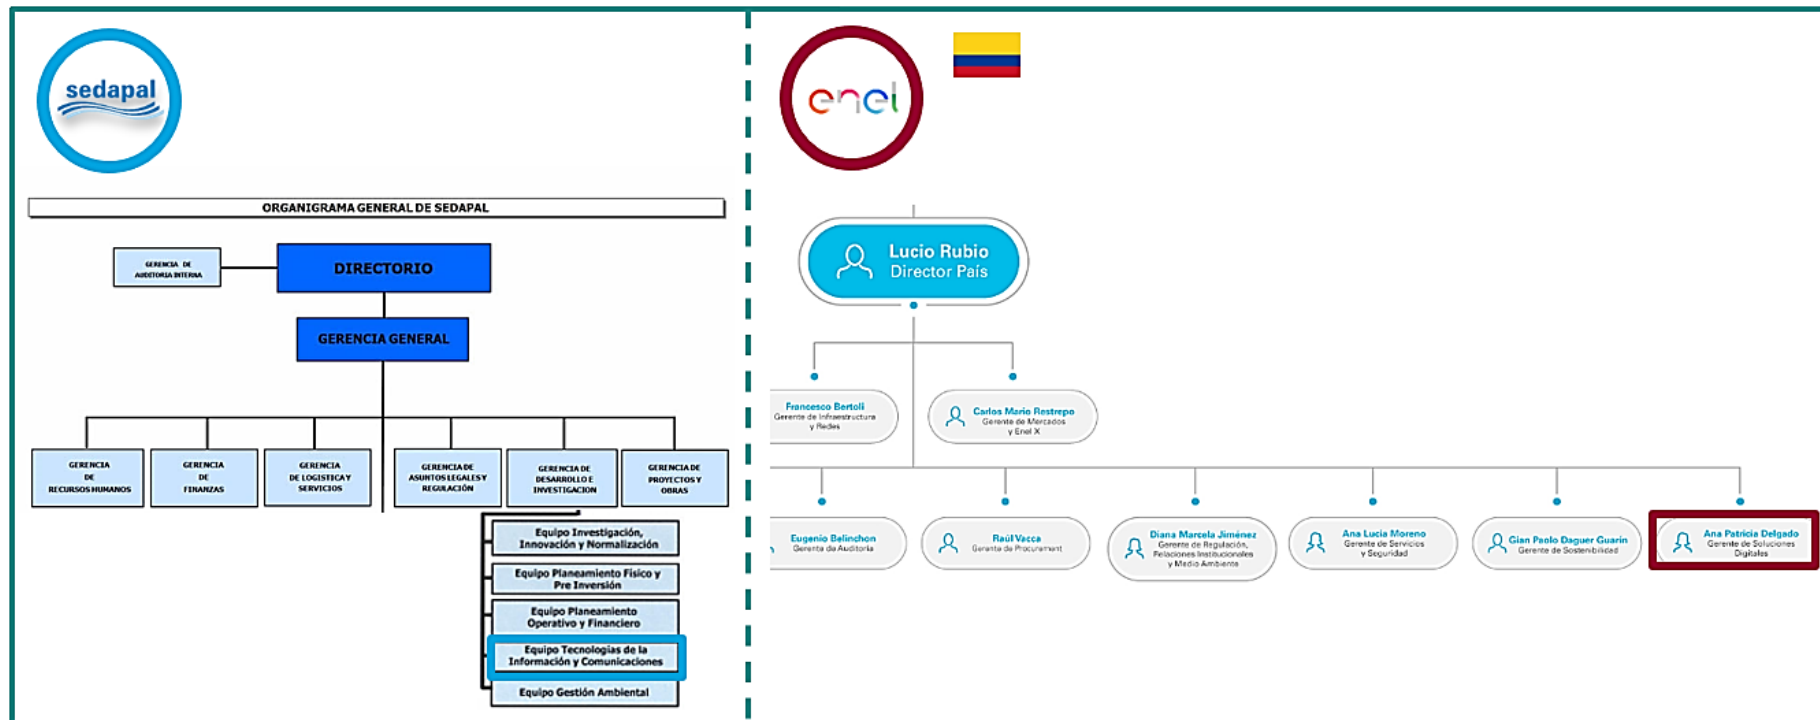 sedapal
ORGANIGRAMA GENERAL DE SEDAPAL
GERENCIA DE
AUDITORIA INTERNA
DIRECTORIO
GERENCIA GENERAL
GERENCIA
DE
RECURSOS HUMANOS
GERENCIA
DE
FINANZAS
GERENCIA
DE LOGISTICA Y
SERVICIOS
GERENCIA DE
ASUNTOS LEGALES Y
REGULACIÓN
GERENCIA DE
DESARROLLO E
INVESTIGACION
GERENCIA DE
PROYECTOS Y
OBRAS
Equipo Investigación,
Innovación y Normalización
Equipo Planeamiento Fisico y
Pre Inversión
Equipo Planeamiento
Operativo y Financiero
Equipo Tecnologías de la
Información y Comunicaciones
Equipo Gestión Ambiental
enel
Lucio Rubio
Director País
Francesco Bertoli
Gerente de Infraestructura
y Redes
Carlos Mario Restrepo
Gerente de Mercados
y Enel X
Eugenio Belinchon
Gerente de Auditoria
Raúl Vacca
Gerente de Procurement
Diana Marcela Jiménez
Gerente de Regulación,
Relaciones Institucionales
y Medio Ambiente
Ana Lucia Moreno
Gerente de Servicios
y Seguridad
Gian Paolo Daguer Guarin
Gerente de Sostenibilidad
Ana Patricia Delgado
Gerente de Soluciones
Digitales